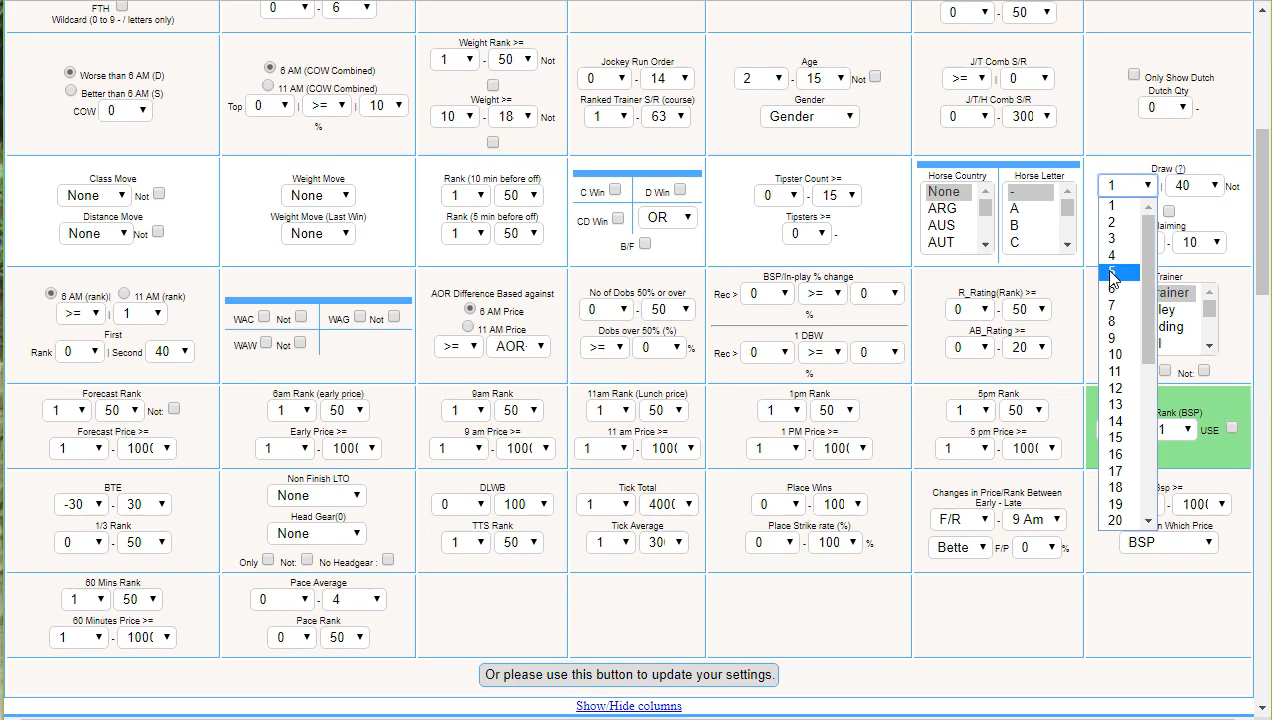 FTH
Wildcard (0 to 9 - / letters only)
0 - 6
0 - 50
Worse than 6 AM (D)
Better than 6 AM (S)
COW 0
6 AM (COW Combined)
11 AM (COW Combined)
Top 0 | >= | 10
%
Weight Rank >=
1 - 50 Not
Weight >=
10 - 18 Not
Jockey Run Order
0 - 14
Ranked Trainer S/R (course)
1 - 63
Age
2 - 15 Not
Gender
Gender
J/T Comb S/R
>= | 0
J/T/H Comb S/R
0 - 300
Only Show Dutch
Dutch Qty
0 -
Class Move
None Not
Distance Move
None Not
Weight Move
None
Weight Move (Last Win)
None
Rank (10 min before off)
1 - 50
Rank (5 min before off)
1 - 50
C Win D Win
CD Win OR
B/F
Tipster Count >=
0 - 15
Tipsters >=
0 -
Horse Country
None
ARG
AUS
AUT
Horse Letter
-
A
B
C
Draw (?)
1 | 40 Not
laiming
- 10
1
2
3
4
5
6
7
8
9
10
11
12
13
14
15
16
17
18
19
20
6 AM (rank)| 11 AM (rank)
>= | 1
First
Rank 0 | Second 40
WAC Not WAG Not
WAW Not
AOR Difference Based against
6 AM Price
11 AM Price
>= AOR-
No of Dobs 50% or over
0 - 50
Dobs over 50% (%)
>= 0 %
BSP/In-play % change
Rec > 0 >= 0
%
1 DBW
Rec > 0 >= 0
%
R_Rating(Rank) >=
0 - 50
AB_Rating >=
0 - 20
Trainer
rainer
ley
ding
l
Not:
Forecast Rank
1 50 Not:
Forecast Price >=
1 - 1000
6am Rank (early price)
1 50
Early Price >=
1 - 1000
9am Rank
1 50
9 am Price >=
1 - 1000
11am Rank (Lunch price)
1 50
11 am Price >=
1 - 1000
1pm Rank
1 50
1 PM Price >=
1 - 1000
5pm Rank
1 50
5 pm Price >=
1 - 1000
Rank (BSP)
1 USE
BTE
-30 - 30
1/3 Rank
0 - 50
Non Finish LTO
None
Head Gear(0)
None
Only Not: No Headgear :
DLWB
0 100
TTS Rank
1 50
Tick Total
1 4000
Tick Average
1 30
Place Wins
0 - 50
Place Strike rate (%)
0 - 100 %
Changes in Price/Rank Between
Early - Late
F/R - 9 Am
Bette F/P 0 %
sp >=
- 1000
n Which Price
BSP
60 Mins Rank
1 50
60 Minutes Price >=
1 - 1000
Pace Average
0 - 4
Pace Rank
0 50
Or please use this button to update your settings.
Show/Hide columns